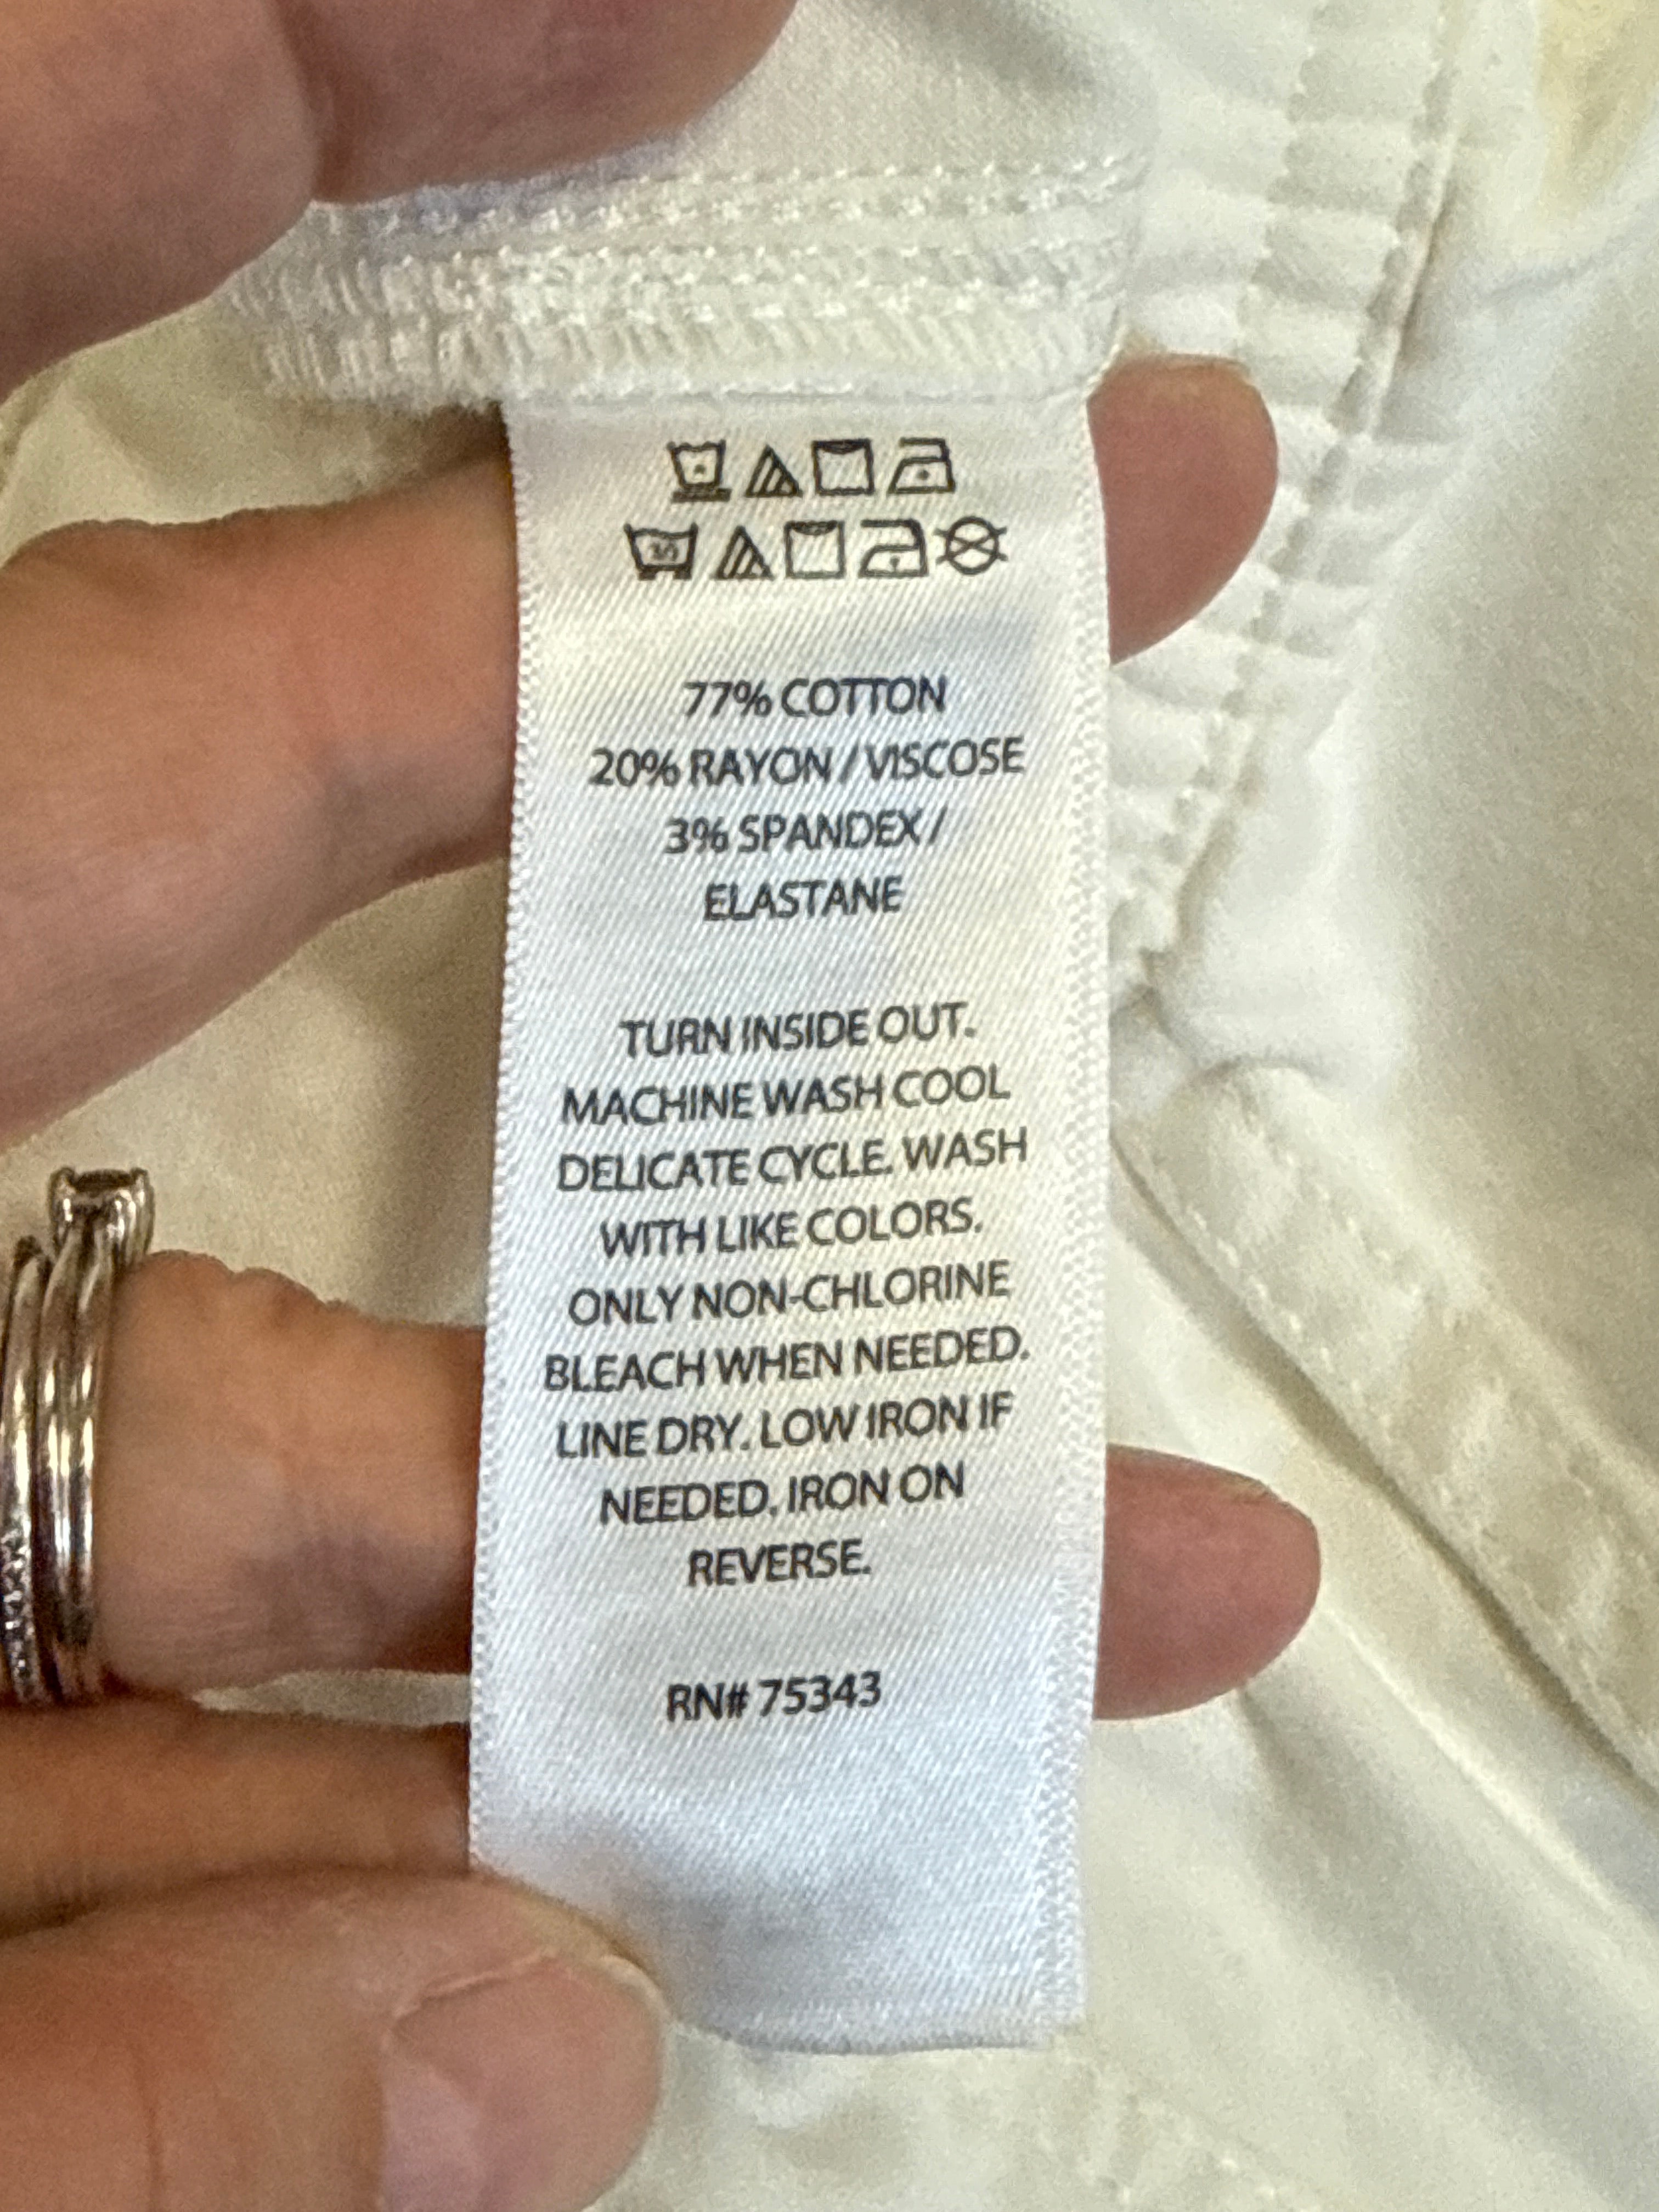 30
77% COTTON
20% RAYON / VISCOSE
3% SPANDEX /
ELASTANE
TURN INSIDE OUT.
MACHINE WASH COOL
DELICATE CYCLE. WASH
WITH LIKE COLORS.
ONLY NON-CHLORINE
BLEACH WHEN NEEDED.
LINE DRY. LOW IRON IF
NEEDED. IRON ON
REVERSE.
RN# 75343